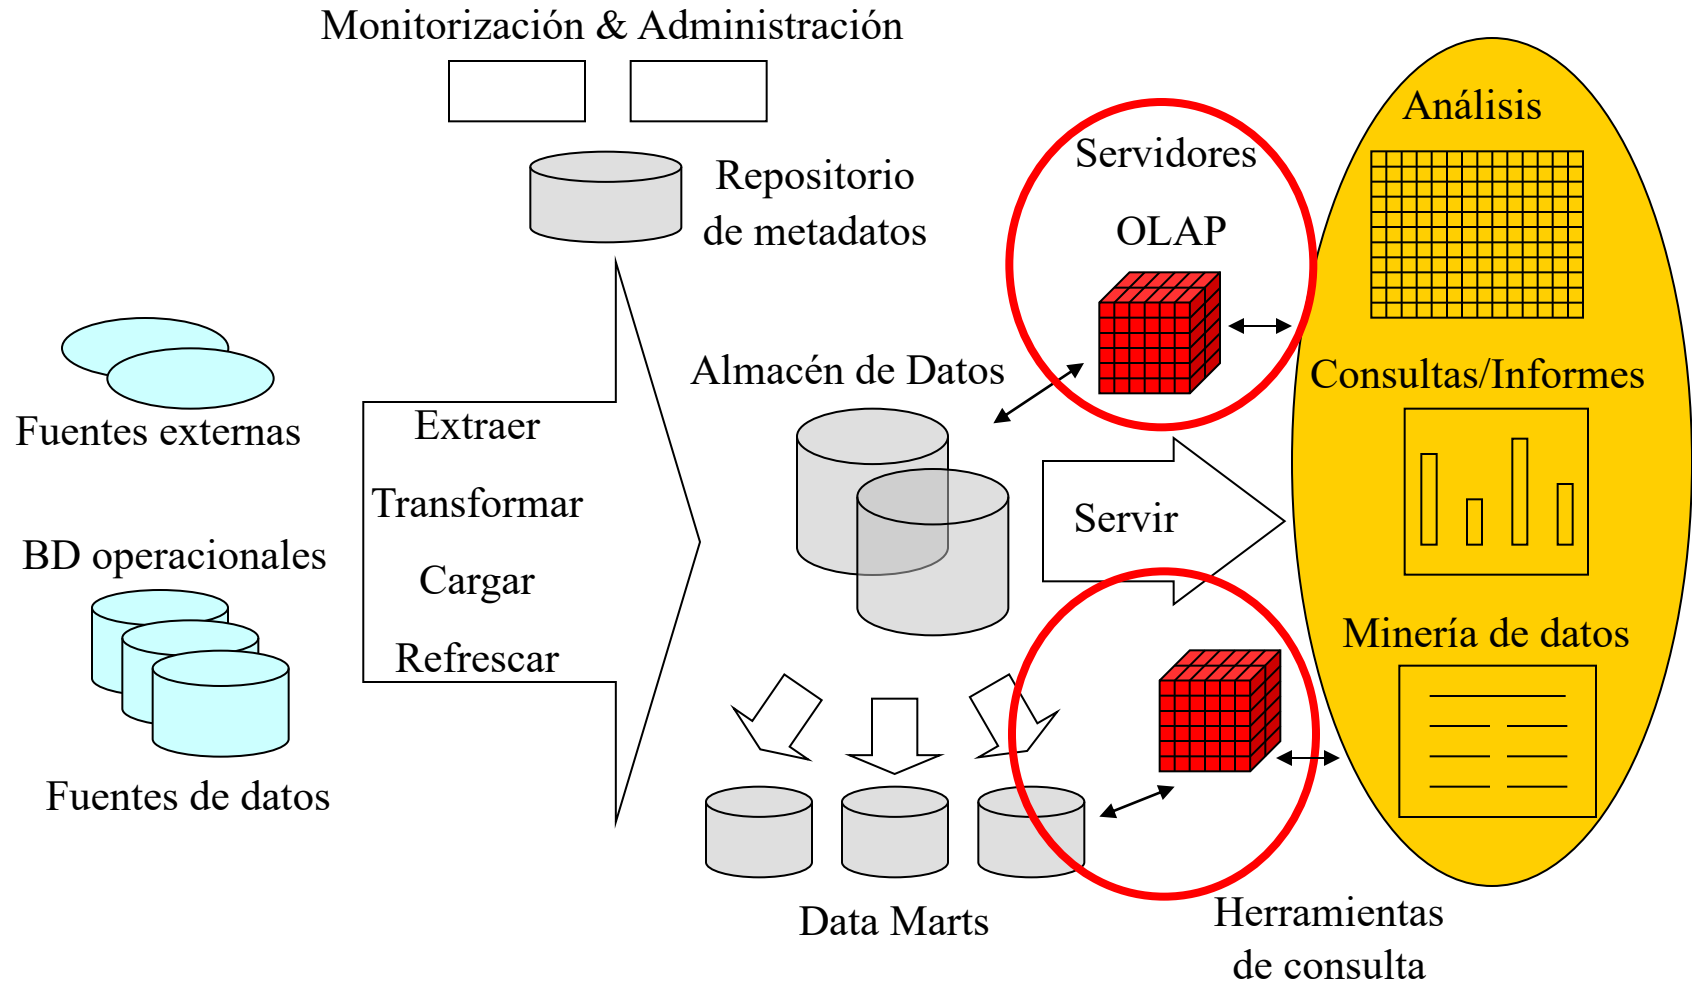 Monitorización & Administración
Repositorio
de metadatos
Servidores
OLAP
Análisis
Fuentes externas
Extraer
Transformar
Cargar
Refrescar
Almacén de Datos
Consultas/Informes
BD operacionales
Servir
Minería de datos
Fuentes de datos
Data Marts
Herramientas
de consulta